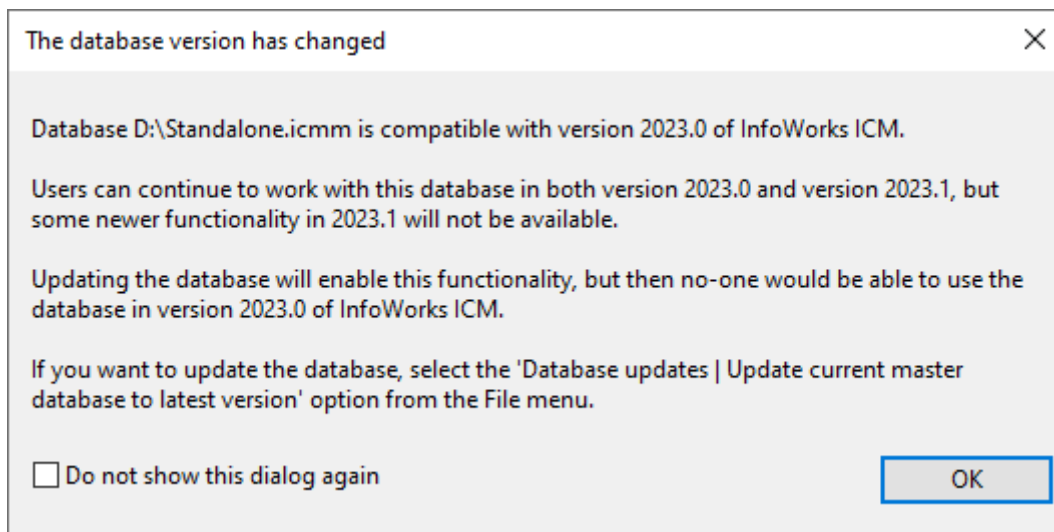 The database version has changed
Database D:\Standalone.icmm is compatible with version 2023.0 of InfoWorks ICM.
Users can continue to work with this database in both version 2023.0 and version 2023.1, but
some newer functionality in 2023.1 will not be available.
Updating the database will enable this functionality, but then no-one would be able to use the
database in version 2023.0 of InfoWorks ICM.
If you want to update the database, select the 'Database updates | Update current master
database to latest version' option from the File menu.
Do not show this dialog again
OK